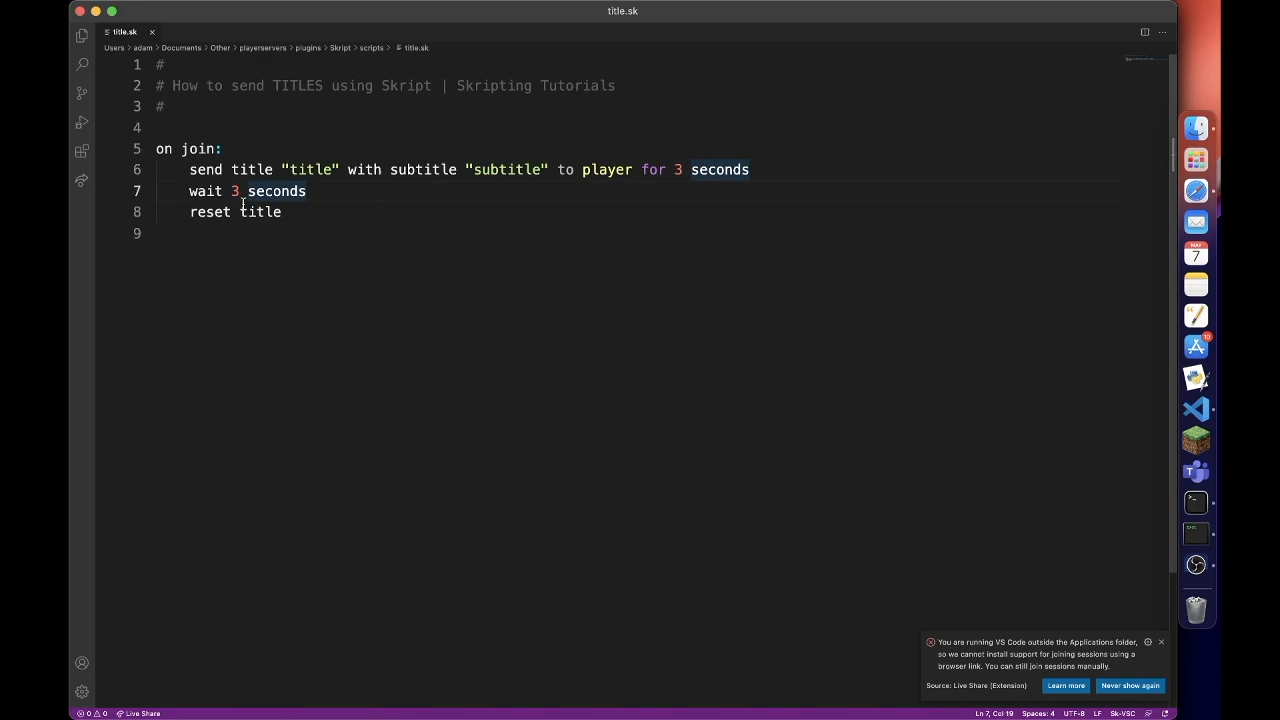 title.sk
title.sk
Users > adam > Documents > Other > playerservers > plugins > Skript > scripts > title.sk
1 #
2 # How to send TITLES using Skript | Skripting Tutorials
3 #
4
5 on join:
6 send title "title" with subtitle "subtitle" to player for 3 seconds
7 wait 3 seconds
8 reset title
9
MAY
7
10
T
You are running VS Code outside the Applications folder,
so we cannot install support for joining sessions using a
browser link. You can still join sessions manually.
Source: Live Share (Extension)
Learn more
Never show again
0 0 Live Share
Ln 7, Col 19 Spaces: 4 UTF-8 LF Sk-VSC